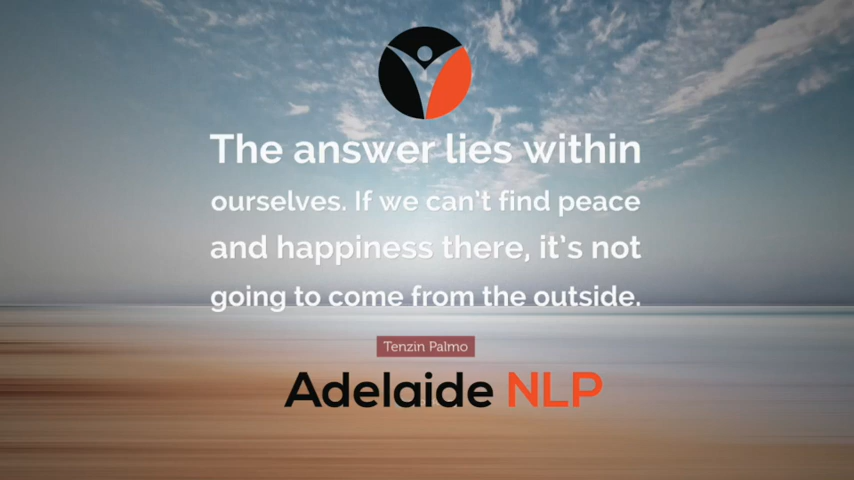 The answer lies within
ourselves. If we can't find peace
and happiness there, it's not
going to come from the outside.
Tenzin Palmo
Adelaide NLP